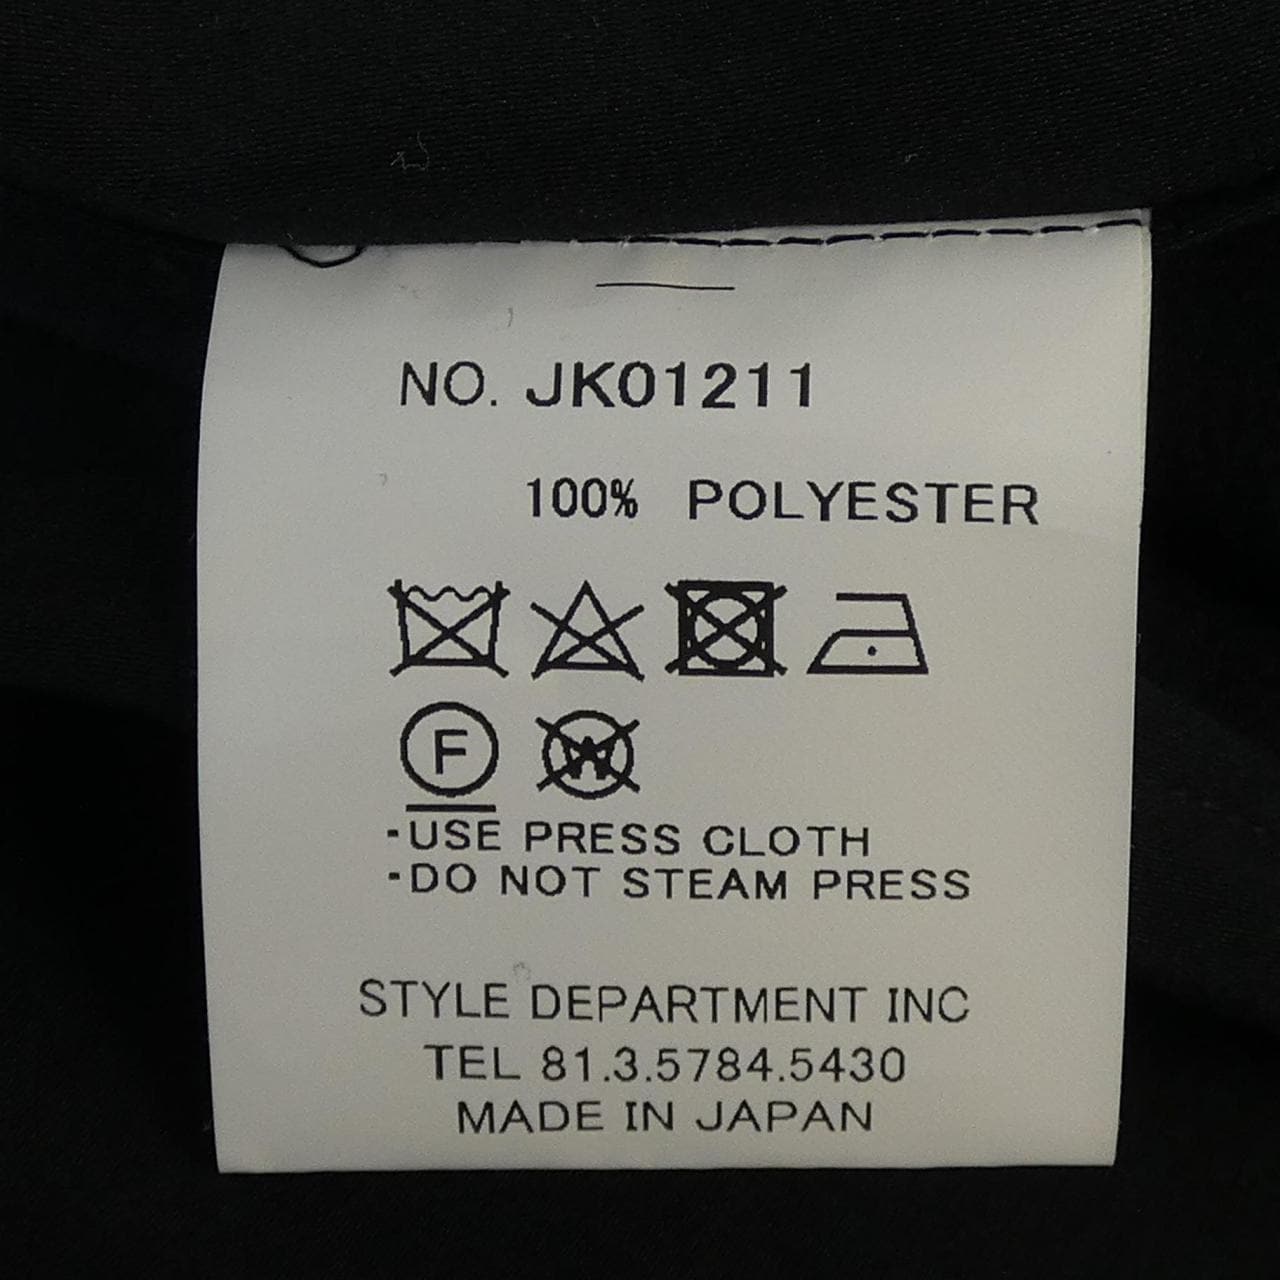 NO. JK01211
100% POLYESTER
F W
-USE PRESS CLOTH
-DO NOT STEAM PRESS
STYLE DEPARTMENT INC
TEL 81.3.5784.5430
MADE IN JAPAN